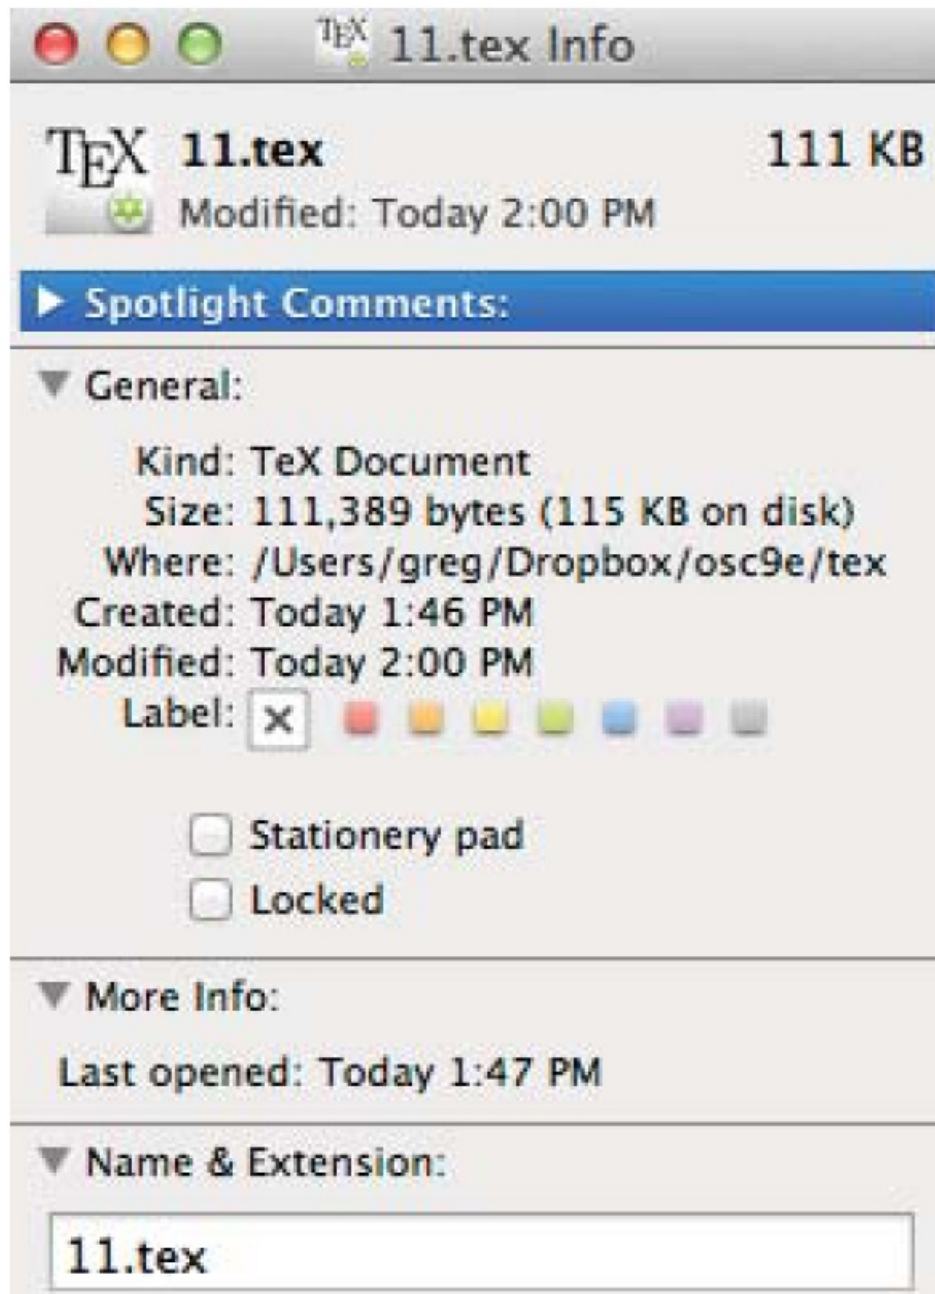 TEX 11.tex Info
TEX 11.tex 111 KB
Modified: Today 2:00 PM
Spotlight Comments:
General:
Kind: TeX Document
Size: 111,389 bytes (115 KB on disk)
Where: /Users/greg/Dropbox/osc9e/tex
Created: Today 1:46 PM
Modified: Today 2:00 PM
Label:
Stationery pad
Locked
More Info:
Last opened: Today 1:47 PM
Name & Extension:
11.tex